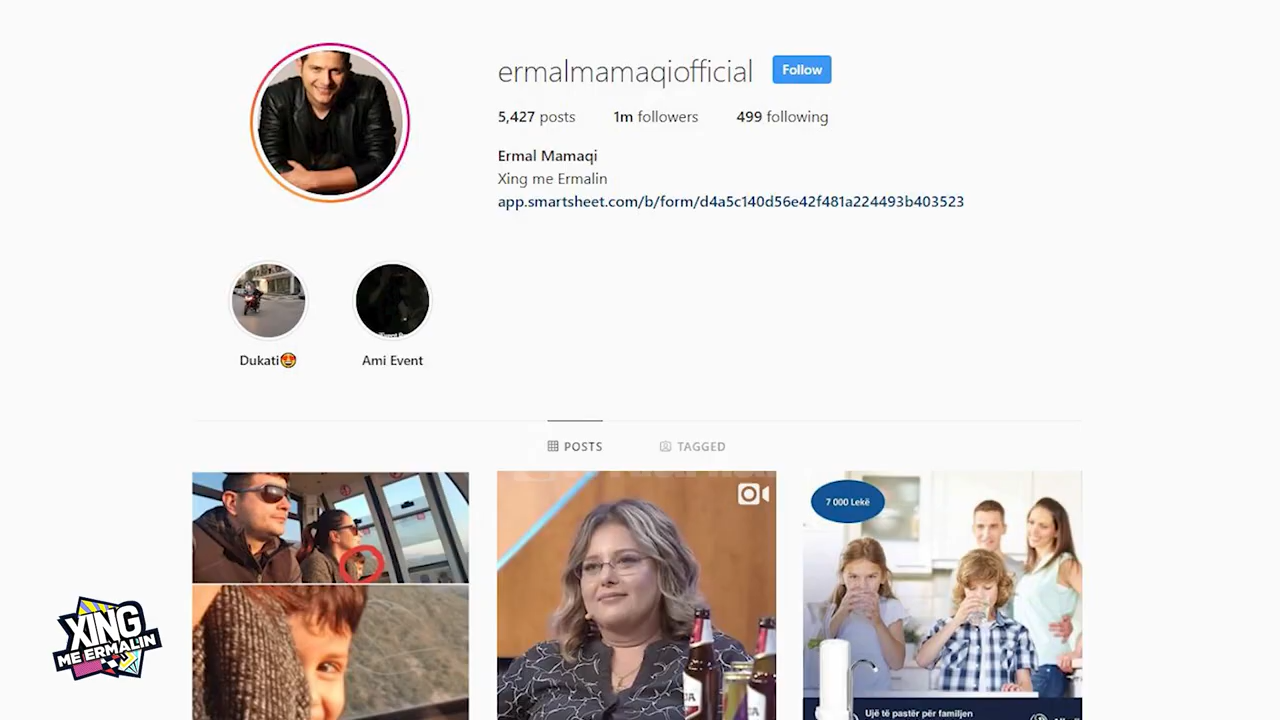 ermalmamaqiofficial Follow
5,427 posts 1m followers 499 following
Ermal Mamaqi
Xing me Ermalin
app.smartsheet.com/b/form/d4a5c140d56e42f481a224493b403523
Dukati😍 Ami Event
POSTS TAGGED
7 000 Lekë
XING
ME ERMALIN
Ujë të pastër për familjen